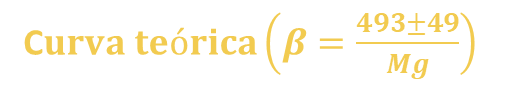 Curva teórica (β = 493±49 / Mg)